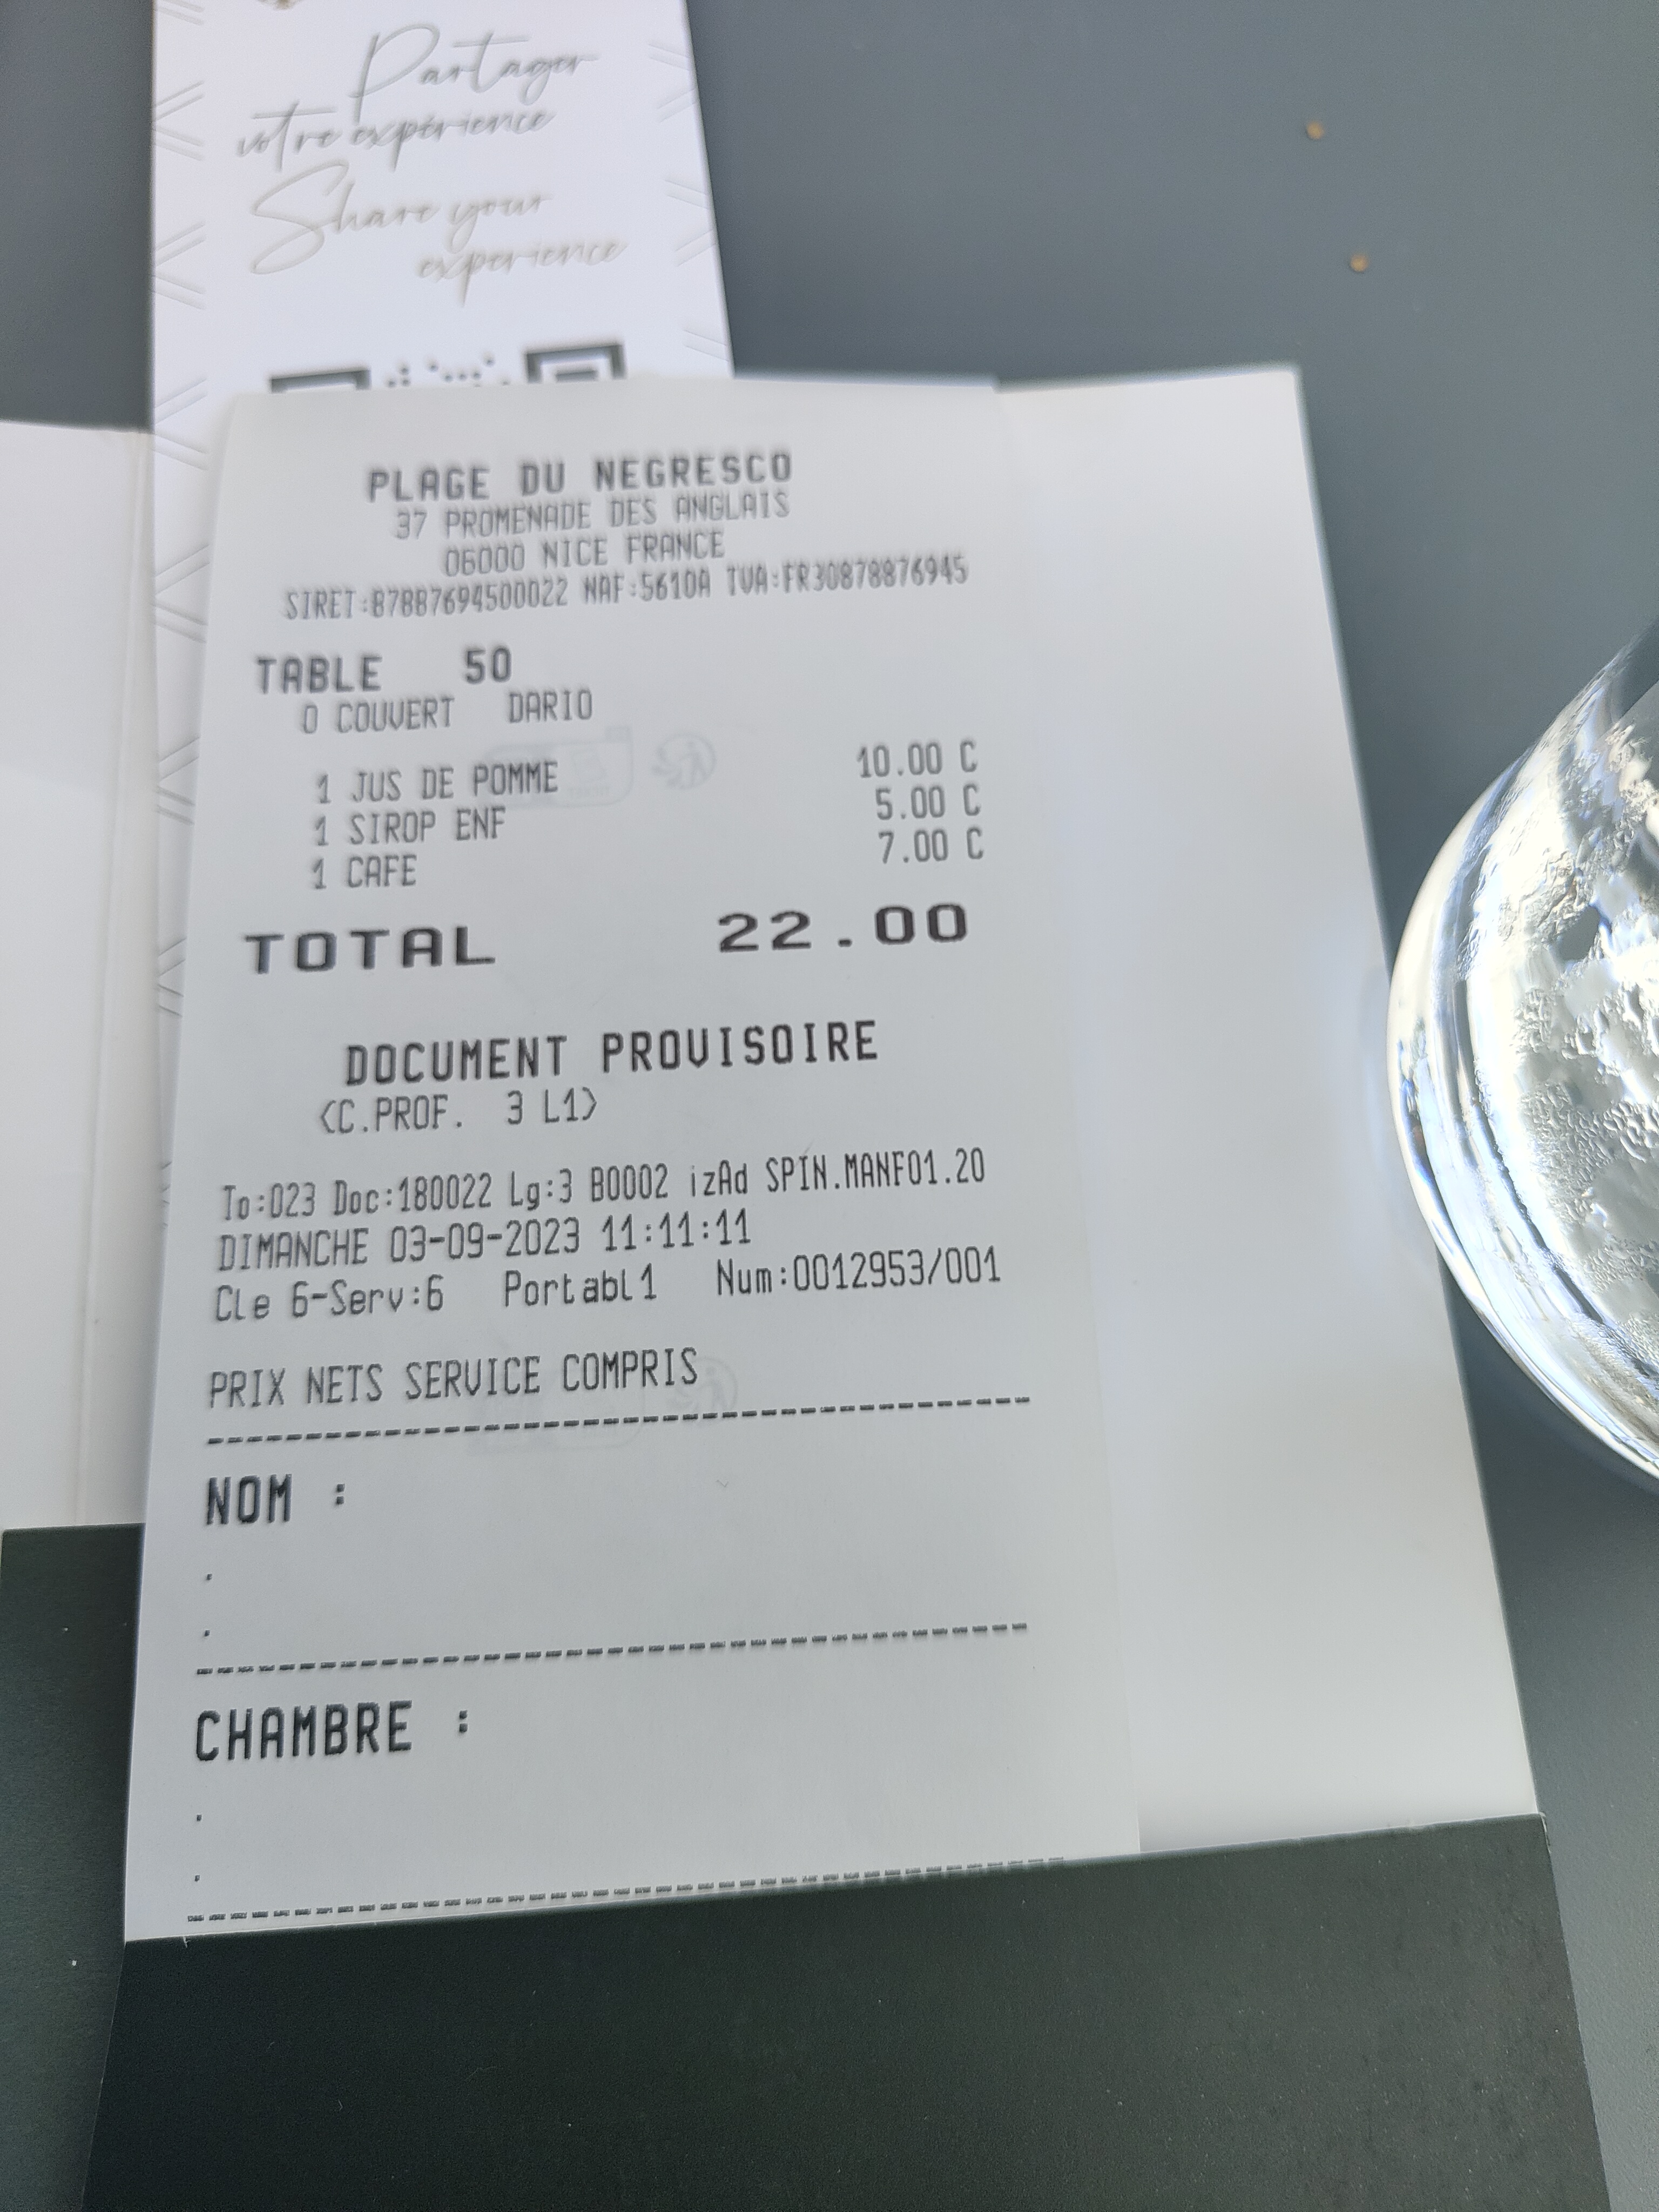 Partager
votre expérience
Share your
experience
PLAGE DU NEGRESCO
37 PROMENADE DES ANGLAIS
06000 NICE FRANCE
SIRET:87887694500022 NAF:5610A TVA:FR30878876945
TABLE 50
0 COUVERT DARIO
1 JUS DE POMME 10.00 C
1 SIROP ENF 5.00 C
1 CAFE 7.00 C
TOTAL 22.00
DOCUMENT PROVISOIRE
<C.PROF. 3 L1>
To:023 Doc:180022 Lg:3 B0002 izAd SPIN.MANF01.20
DIMANCHE 03-09-2023 11:11:11
Cle 6-Serv:6 Portabl1 Num:0012953/001
PRIX NETS SERVICE COMPRIS
NOM :
.
.
CHAMBRE :
.
.